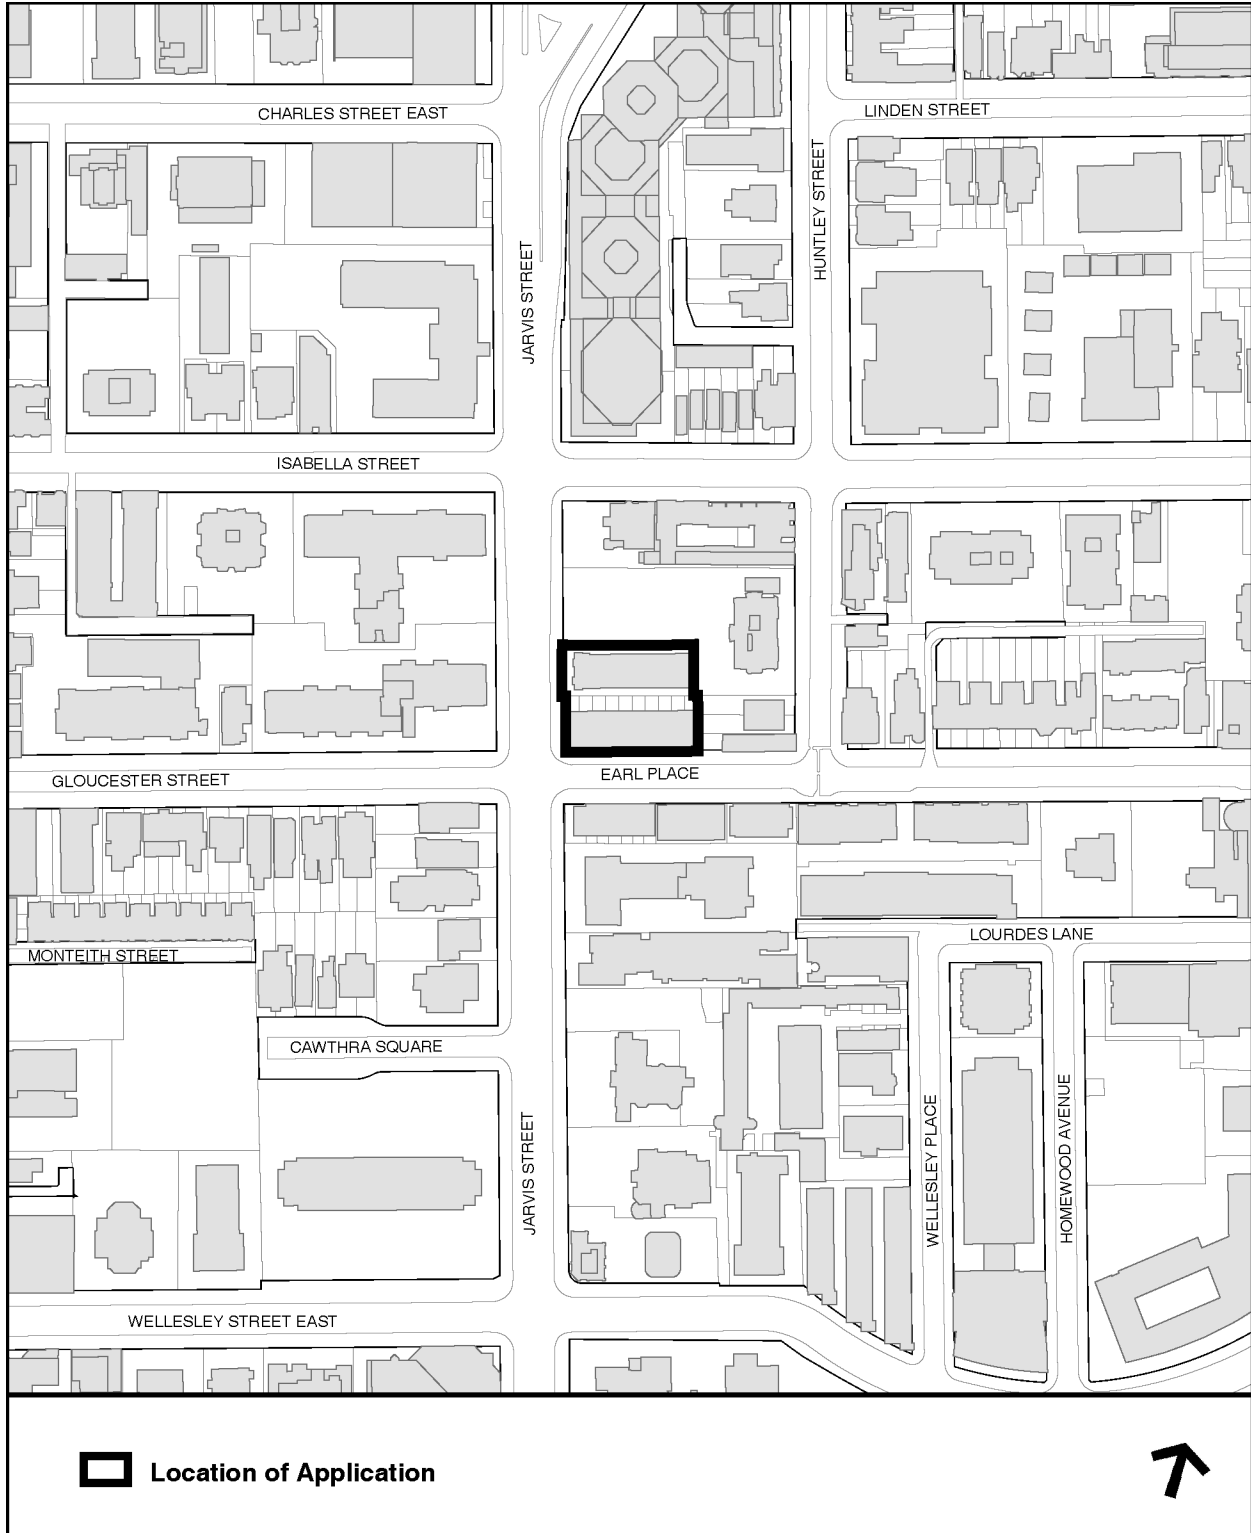 CHARLES STREET EAST
LINDEN STREET
HUNTLEY STREET
JARVIS STREET
ISABELLA STREET
GLOUCESTER STREET
EARL PLACE
MONTEITH STREET
LOURDES LANE
CAWTHRA SQUARE
JARVIS STREET
WELLESLEY PLACE
HOMEWOOD AVENUE
WELLESLEY STREET EAST
Location of Application